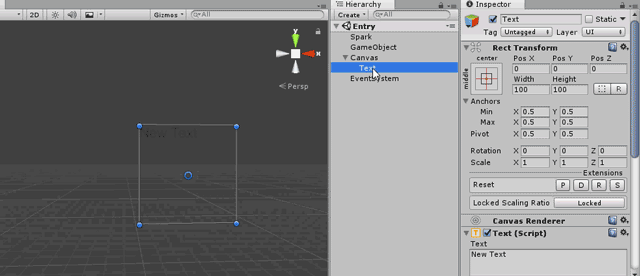 2D
Gizmos
All
y
x
Persp
New Text
Hierarchy
Create
All
Entry
Spark
GameObject
Canvas
Text
EventSystem
Inspector
Text
Static
Tag Untagged Layer UI
Rect Transform
center
middle
Pos X Pos Y Pos Z
0 0 0
Width Height
100 100 R
Anchors
Min X 0.5 Y 0.5
Max X 0.5 Y 0.5
Pivot X 0.5 Y 0.5
Rotation X 0 Y 0 Z 0
Scale X 1 Y 1 Z 1
Extensions
Reset P D R S
Locked Scaling Ratio Locked
Canvas Renderer
Text (Script)
Text
New Text